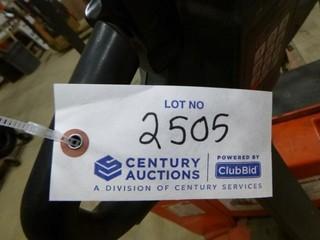 LOT NO
2505
CENTURY AUCTIONS
POWERED BY
ClubBid
A DIVISION OF CENTURY SERVICES